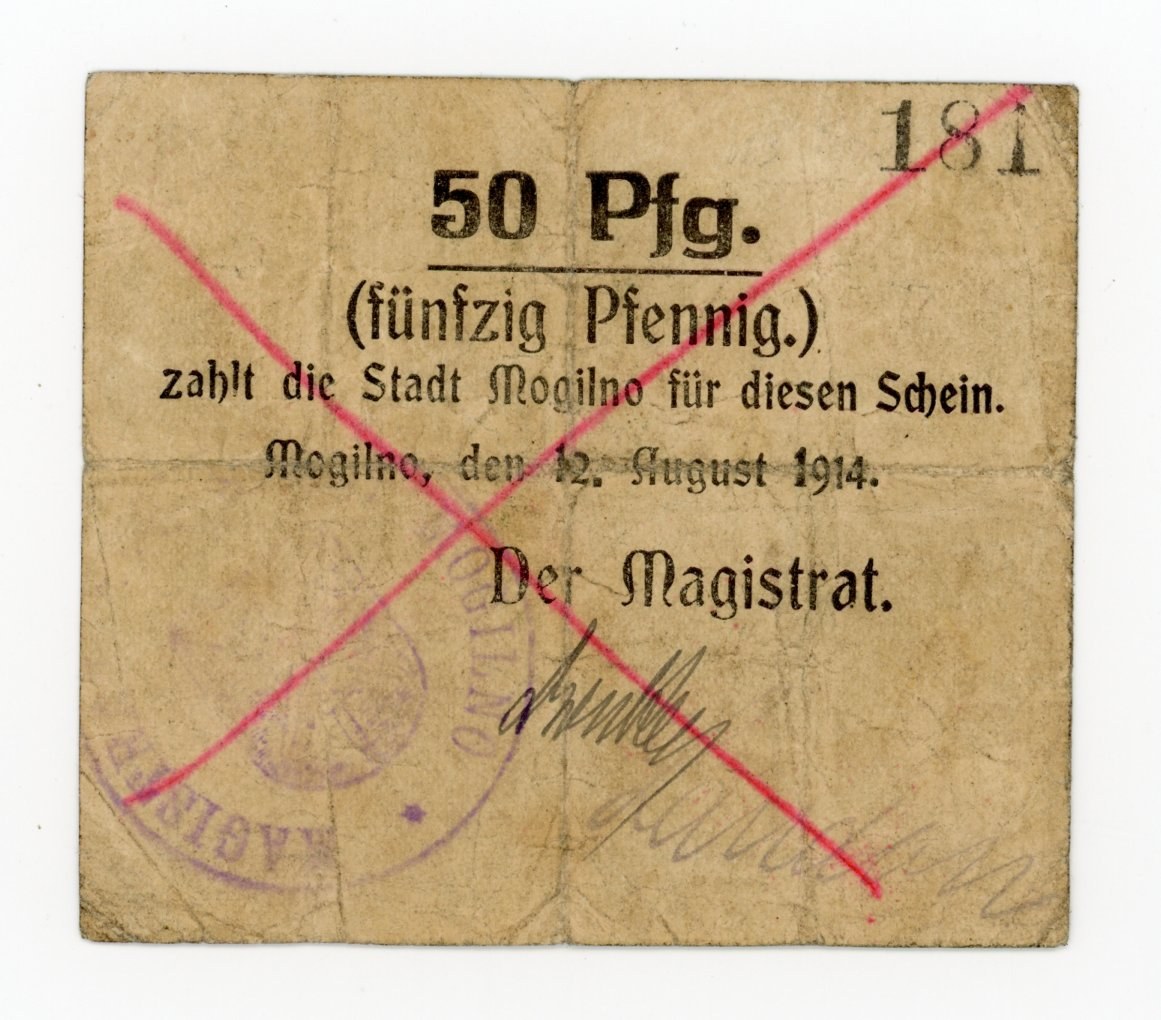 181
50 Pfg.
(fünfzig Pfennig.)
zahlt die Stadt Mogilno für diesen Schein.
Mogilno, den 12. August 1914.
Der Magistrat.
MOGILNO